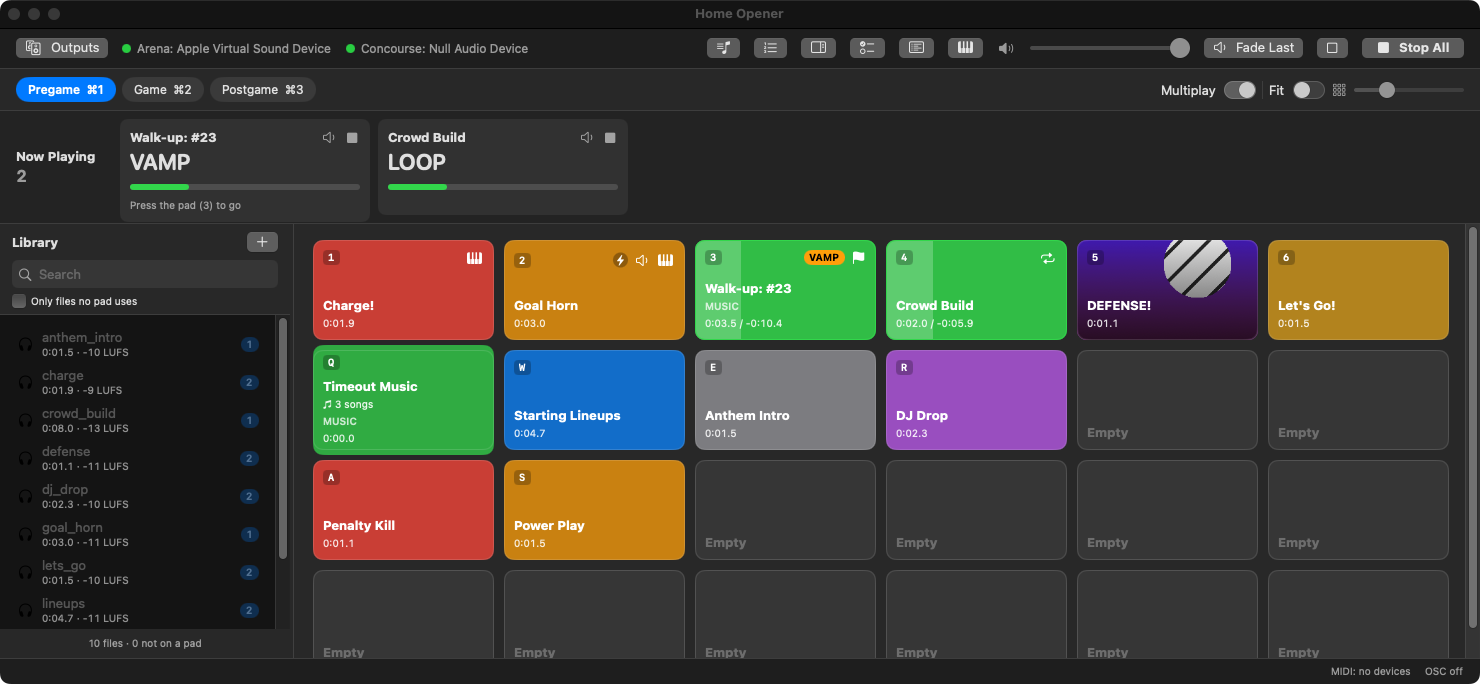 Home Opener
Outputs
Arena: Apple Virtual Sound Device
Concourse: Null Audio Device
Fade Last
Stop All
Pregame ⌘1
Game ⌘2
Postgame ⌘3
Multiplay
Fit
Now Playing
2
Walk-up: #23
VAMP
Press the pad (3) to go
Crowd Build
LOOP
Library
Search
Only files no pad uses
anthem_intro
0:01.5 · -10 LUFS
1
charge
0:01.9 · -9 LUFS
2
crowd_build
0:08.0 · -13 LUFS
1
defense
0:01.1 · -11 LUFS
2
dj_drop
0:02.3 · -10 LUFS
2
goal_horn
0:03.0 · -11 LUFS
1
lets_go
0:01.5 · -10 LUFS
2
lineups
0:04.7 · -11 LUFS
2
10 files · 0 not on a pad
1
Charge!
0:01.9
2
Goal Horn
0:03.0
3
VAMP
Walk-up: #23
MUSIC
0:03.5 / -0:10.4
4
Crowd Build
0:02.0 / -0:05.9
5
DEFENSE!
0:01.1
6
Let's Go!
0:01.5
Q
Timeout Music
3 songs
MUSIC
0:00.0
W
Starting Lineups
0:04.7
E
Anthem Intro
0:01.5
R
DJ Drop
0:02.3
Empty
Empty
A
Penalty Kill
0:01.1
S
Power Play
0:01.5
Empty
Empty
Empty
Empty
Empty
Empty
Empty
Empty
Empty
Empty
MIDI: no devices
OSC off